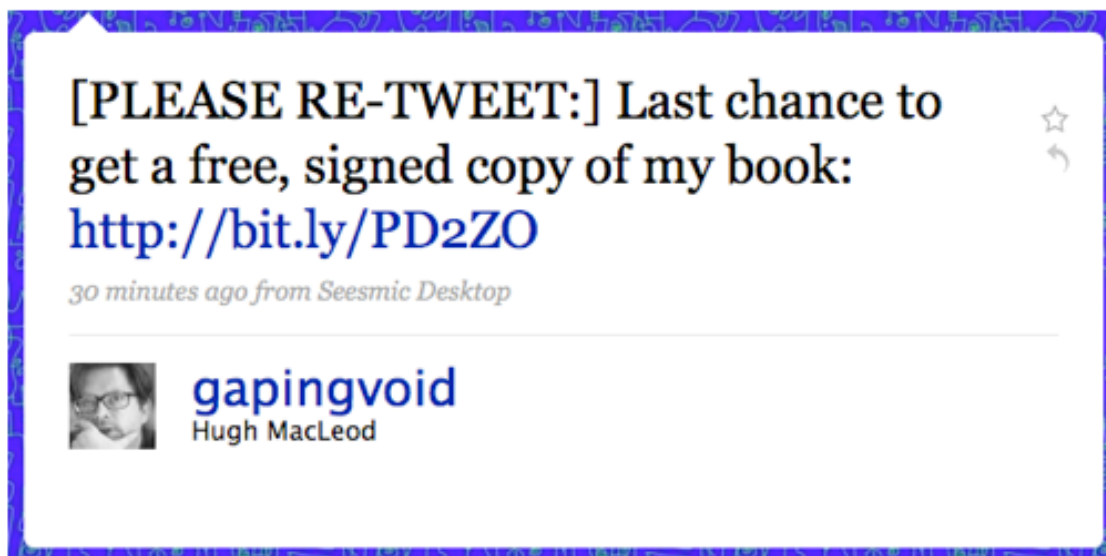 [PLEASE RE-TWEET:] Last chance to
get a free, signed copy of my book:
http://bit.ly/PD2ZO
30 minutes ago from Seesmic Desktop
gapingvoid
Hugh MacLeod